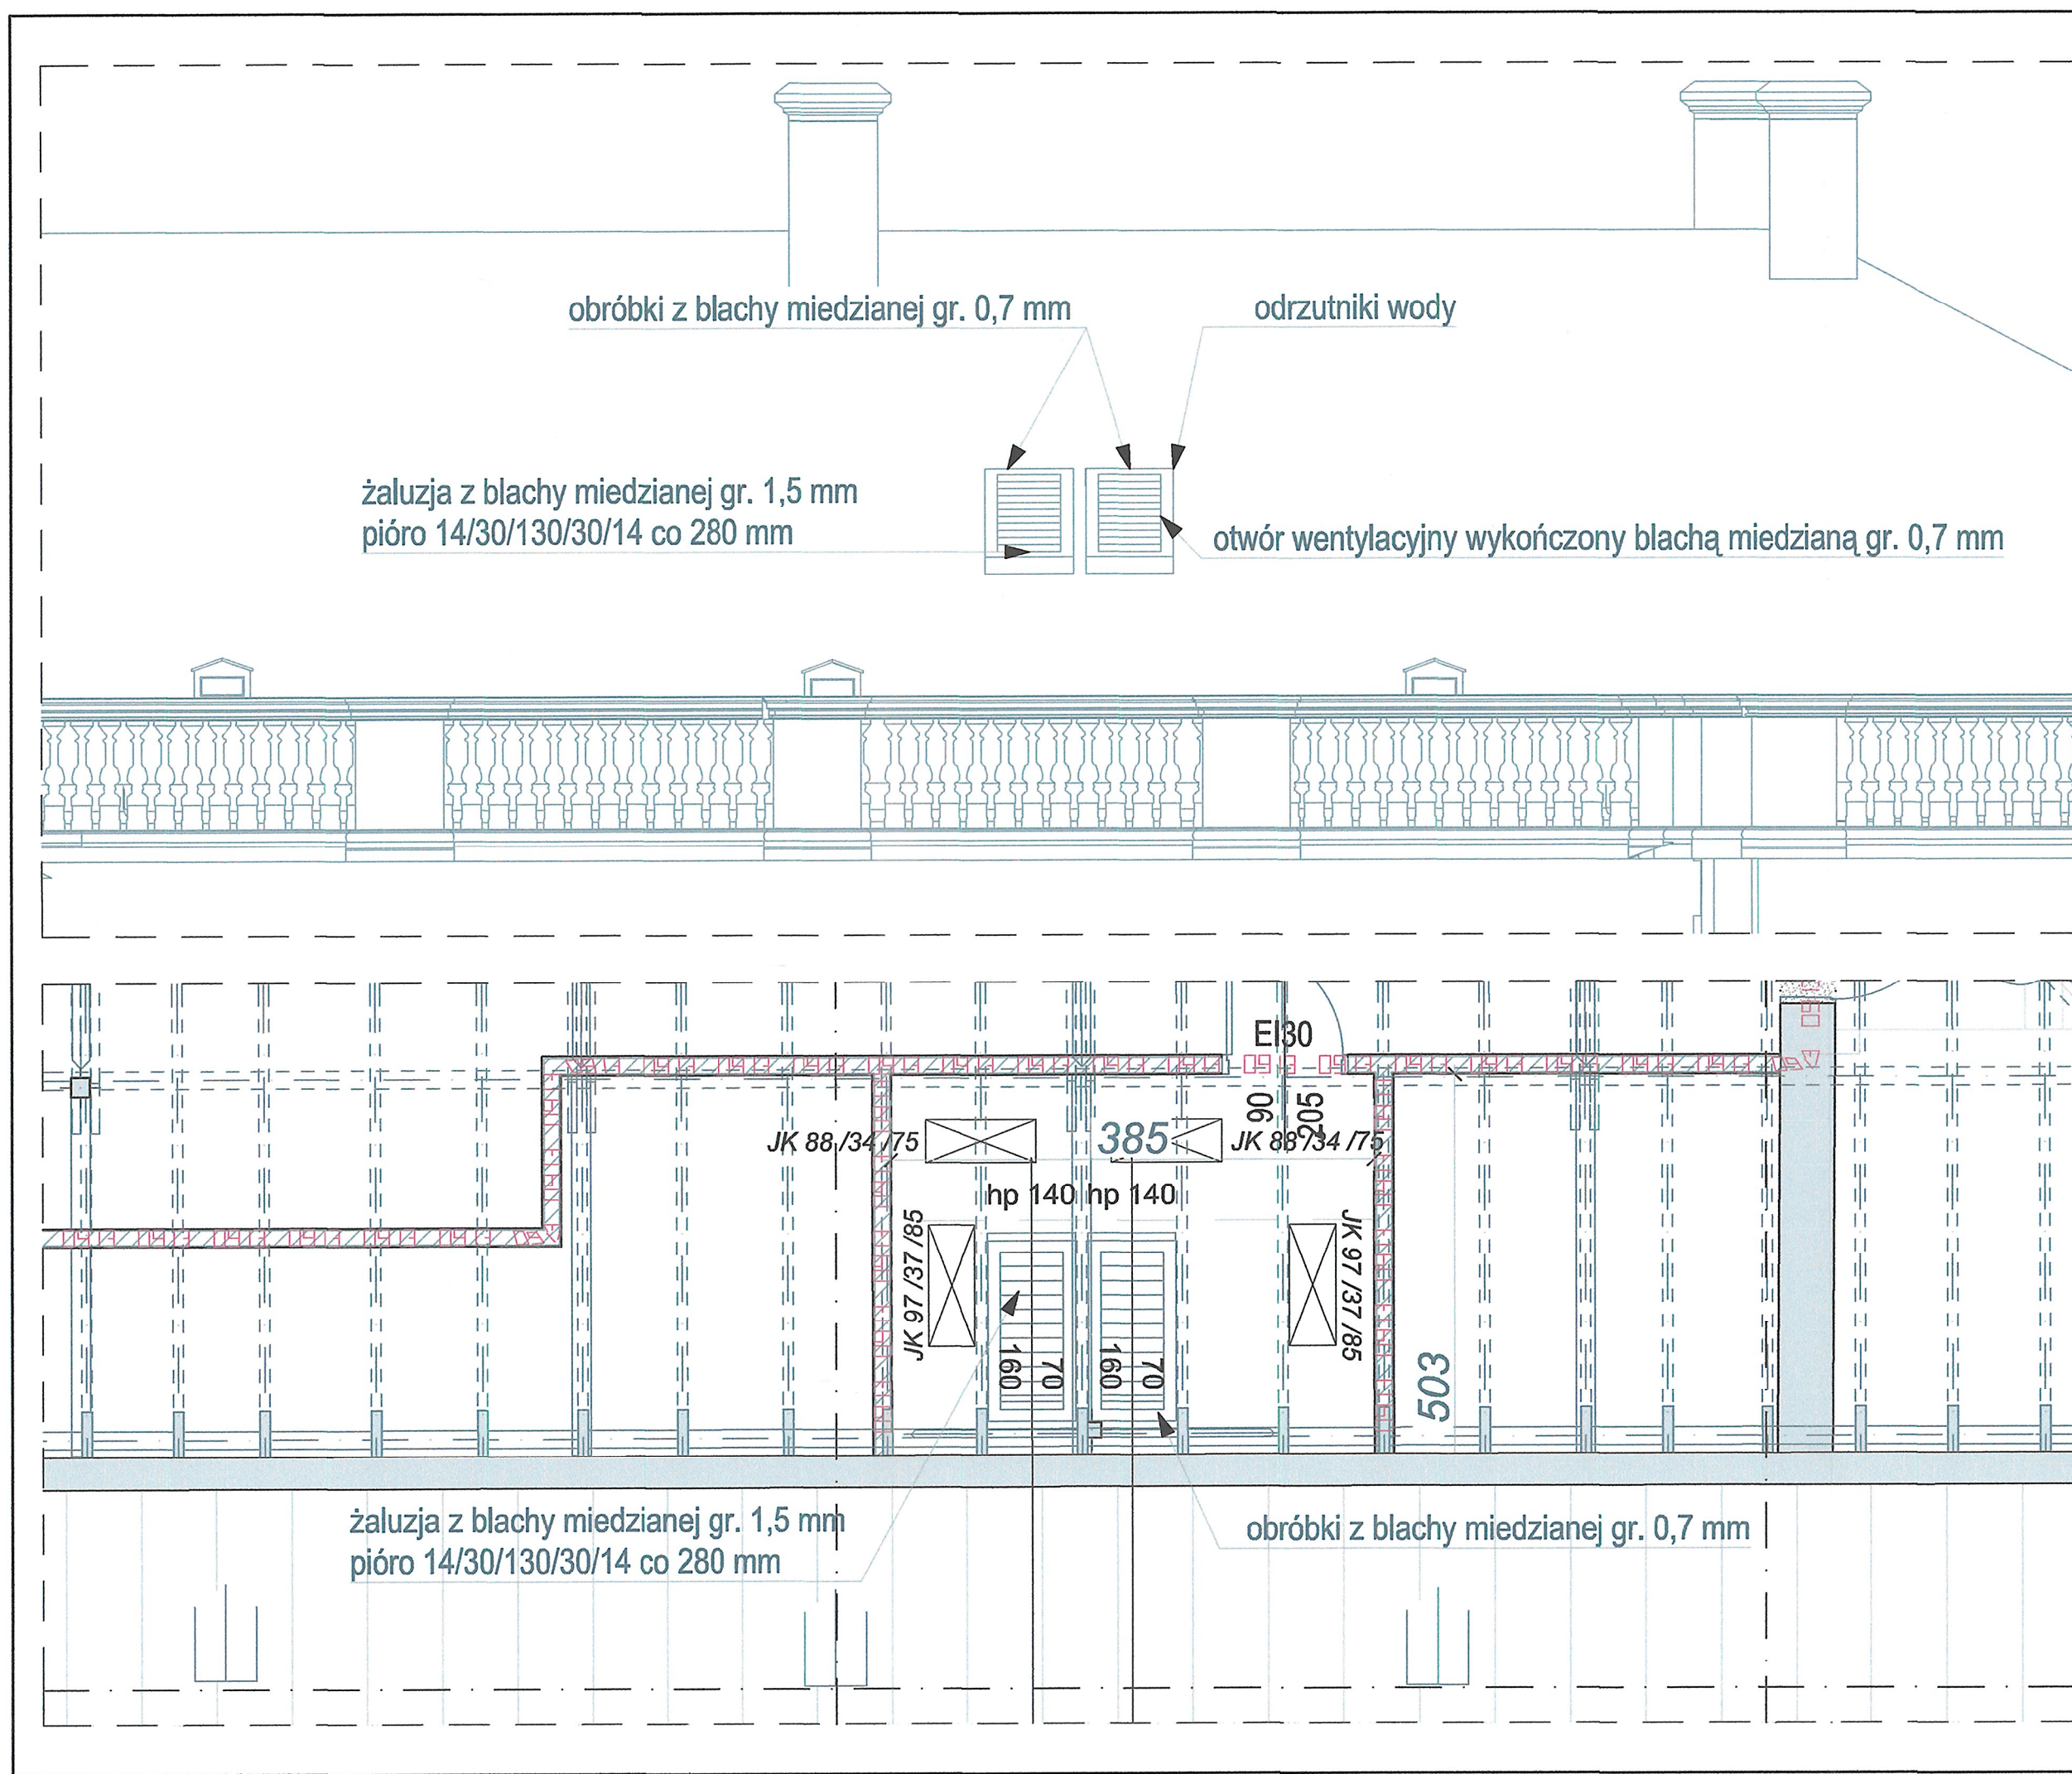 obróbki z blachy miedzianej gr. 0,7 mm
odrzutniki wody
żaluzja z blachy miedzianej gr. 1,5 mm
pióro 14/30/130/30/14 co 280 mm
otwór wentylacyjny wykończony blachą miedzianą gr. 0,7 mm
EI30
90
205
JK 88 /34 /75
385
JK 88 /34 /75
hp 140
hp 140
JK 97 /37 /85
JK 97 /37 /85
160
70
160
70
503
żaluzja z blachy miedzianej gr. 1,5 mm
pióro 14/30/130/30/14 co 280 mm
obróbki z blachy miedzianej gr. 0,7 mm